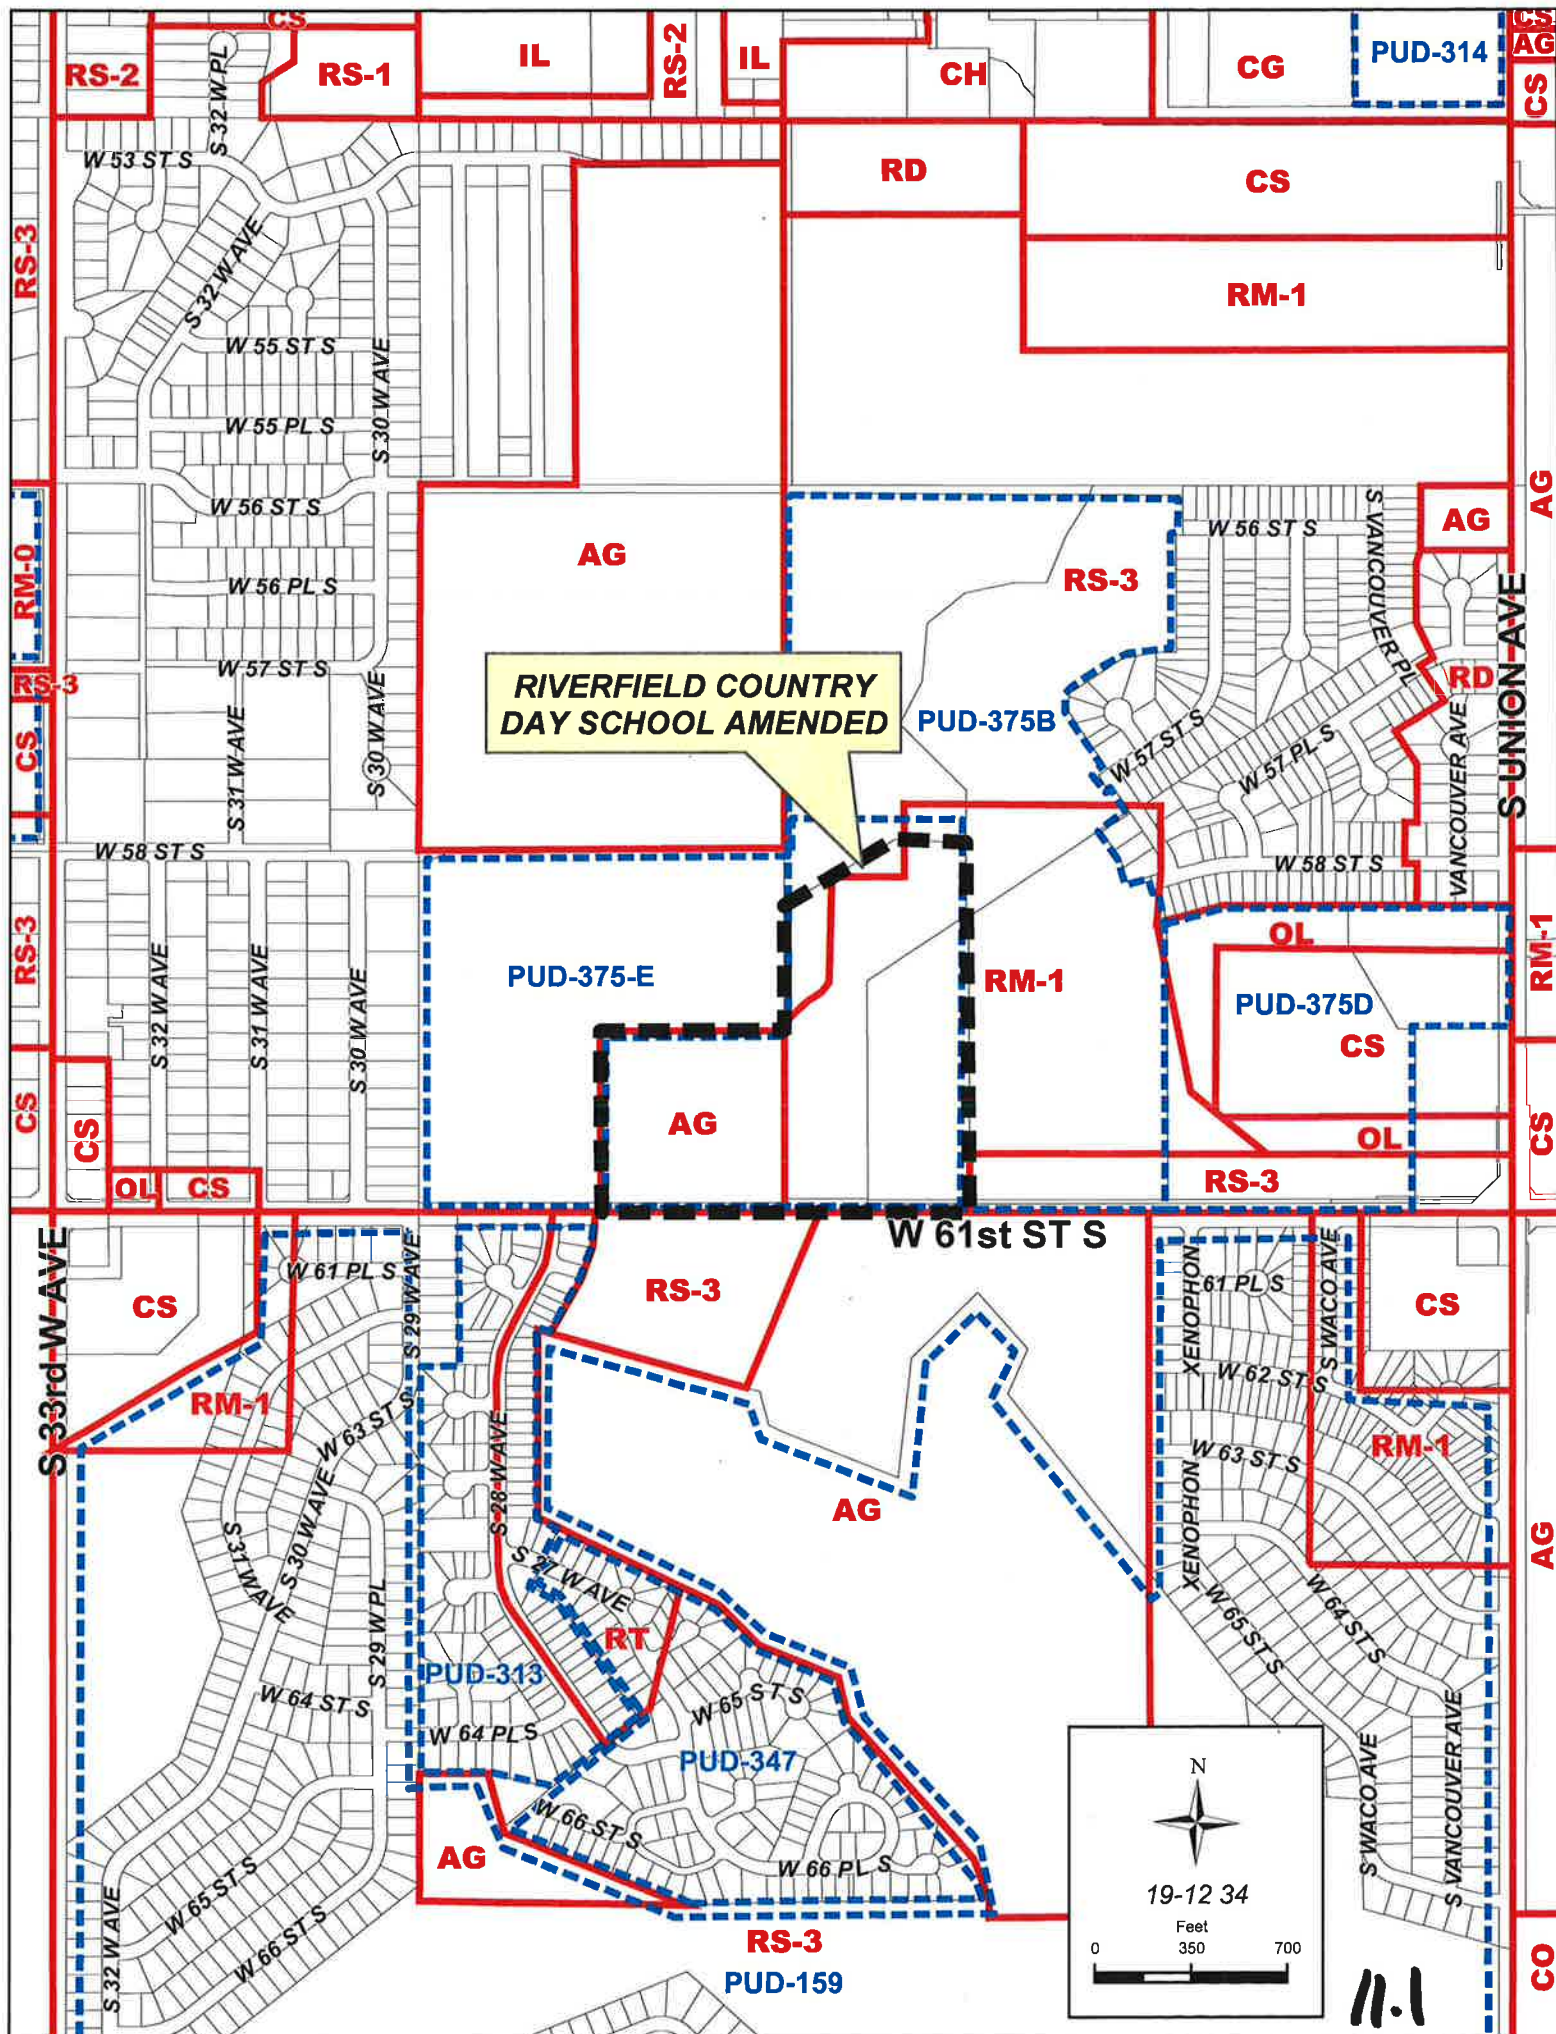 CS
RS-2
S 32 W PL
RS-1
IL
RS-2
IL
CH
CG
PUD-314
CS
AG
CS
W 53 ST S
RD
CS
RS-3
S 32 W AVE
RM-1
W 55 ST S
S 30 W AVE
W 55 PL S
W 56 ST S
AG
AG
RS-3
W 56 ST S
S VANCOUVER PL
AG
RM-0
W 56 PL S
S UNION AVE
W 57 ST S
RS-3
RIVERFIELD COUNTRY
DAY SCHOOL AMENDED
PUD-375B
RD
CS
S 31 W AVE
S 30 W AVE
W 57 ST S
W 57 PL S
VANCOUVER AVE
W 58 ST S
W 58 ST S
RS-3
S 32 W AVE
S 31 W AVE
S 30 W AVE
PUD-375-E
RM-1
OL
PUD-375D
CS
RM-1
CS
CS
AG
OL
CS
OL
CS
RS-3
W 61st ST S
S 33rd W AVE
W 61 PL S
S 29 W AVE
CS
RS-3
XENOPHON
61 PL S
S WACO AVE
CS
W 62 ST S
RM-1
W 63 ST S
S 28 W AVE
AG
W 63 ST S
RM-1
XENOPHON
AG
S 31 W AVE
S 30 W AVE
S 29 W PL
S 27 W AVE
RT
W 65 ST S
W 64 ST S
PUD-313
W 64 ST S
W 64 PL S
W 65 ST S
PUD-347
S WACO AVE
S VANCOUVER AVE
W 66 ST S
AG
W 66 PL S
W 65 ST S
W 66 ST S
S 32 W AVE
N
19-12 34
Feet
0 350 700
RS-3
PUD-159
CO
11.1